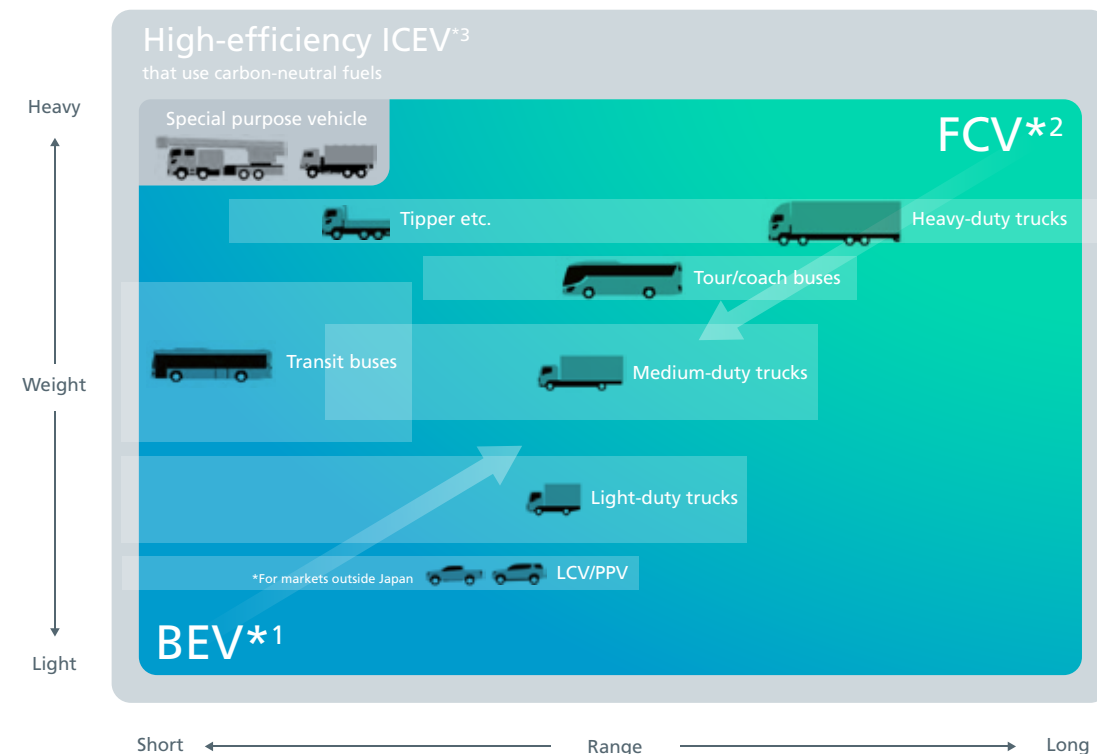 High-efficiency ICEV*3
that use carbon-neutral fuels
Heavy
Special purpose vehicle
FCV*2
Tipper etc.
Heavy-duty trucks
Tour/coach buses
Transit buses
Medium-duty trucks
Weight
Light-duty trucks
*For markets outside Japan
LCV/PPV
BEV*1
Light
Short
Range
Long